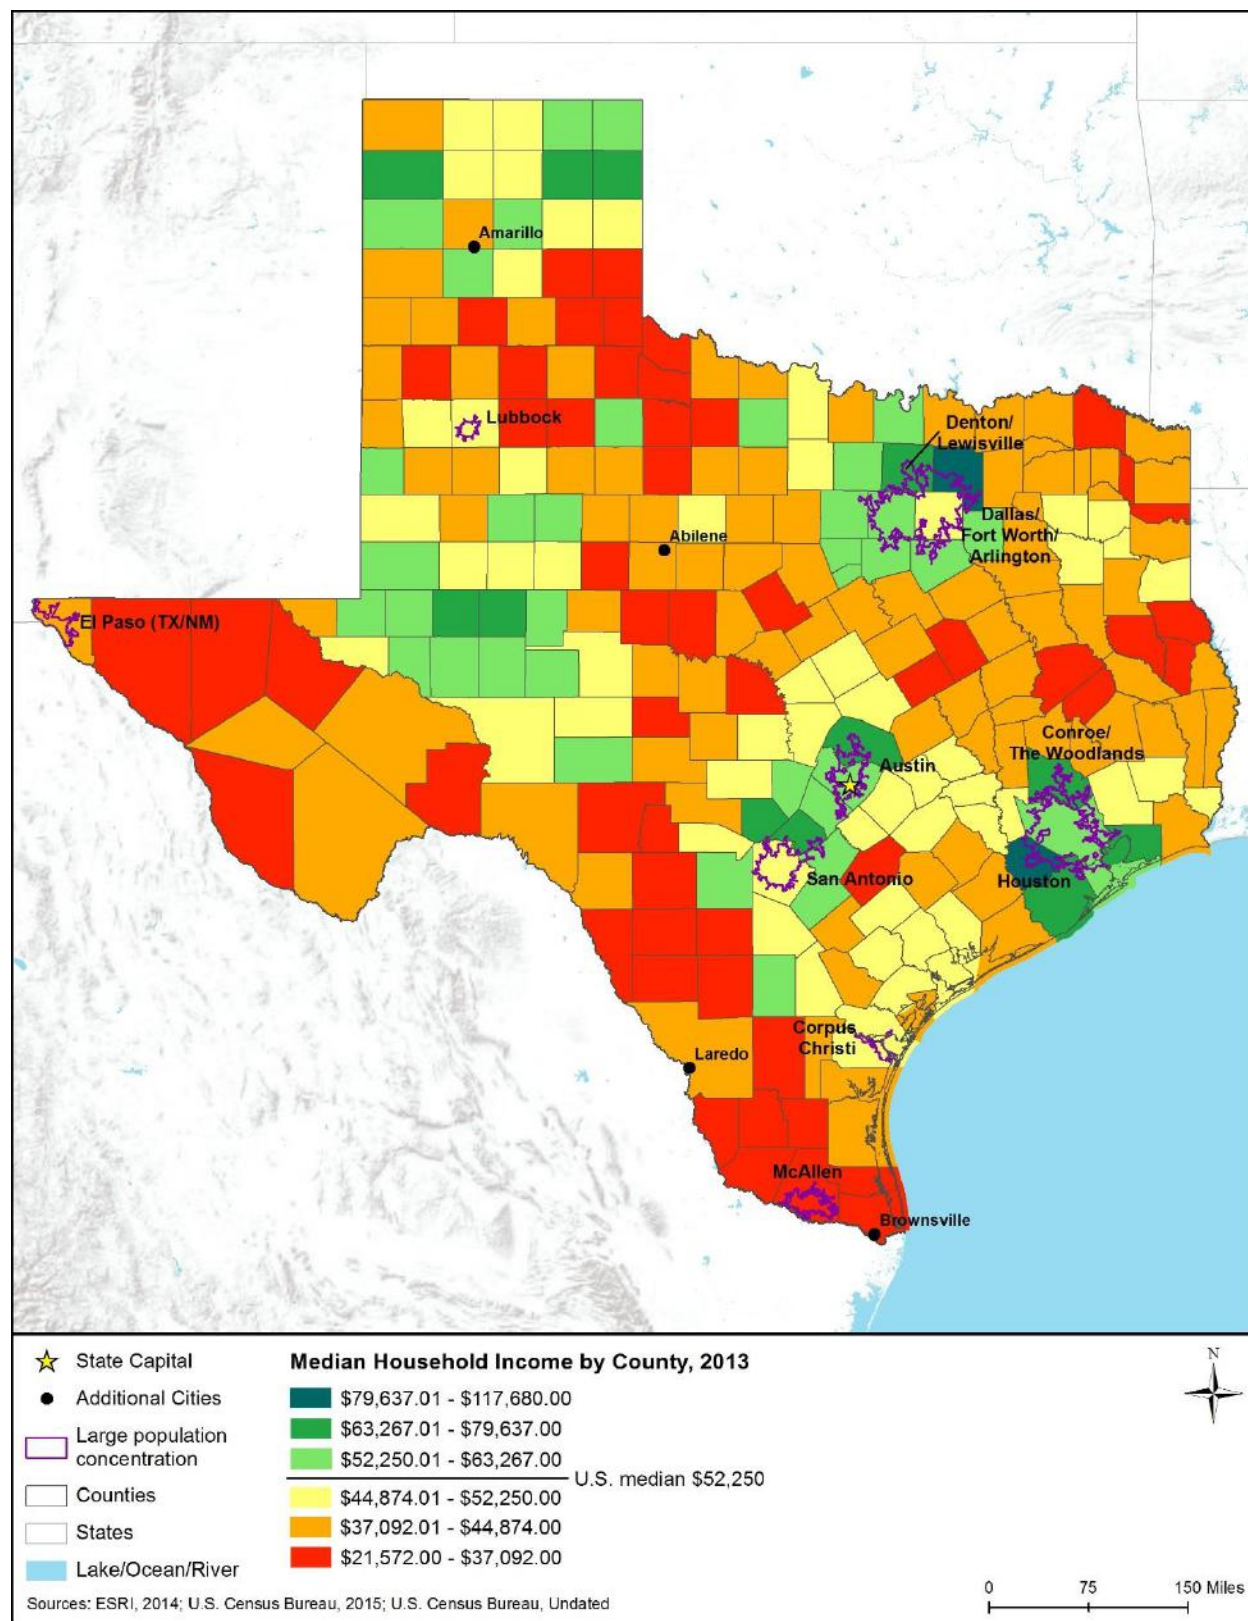 Amarillo
Lubbock
Denton/
Lewisville
Dallas/
Fort Worth/
Arlington
Abilene
El Paso (TX/NM)
Conroe/
The Woodlands
Austin
San Antonio
Houston
Corpus
Christi
Laredo
McAllen
Brownsville
State Capital
Additional Cities
Large population
concentration
Counties
States
Lake/Ocean/River
Median Household Income by County, 2013
$79,637.01 - $117,680.00
$63,267.01 - $79,637.00
$52,250.01 - $63,267.00
U.S. median $52,250
$44,874.01 - $52,250.00
$37,092.01 - $44,874.00
$21,572.00 - $37,092.00
N
0 75 150 Miles
Sources: ESRI, 2014; U.S. Census Bureau, 2015; U.S. Census Bureau, Undated